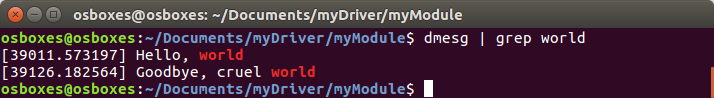 osboxes@osboxes: ~/Documents/myDriver/myModule
osboxes@osboxes:~/Documents/myDriver/myModule$ dmesg | grep world
[39011.573197] Hello, world
[39126.182564] Goodbye, cruel world
osboxes@osboxes:~/Documents/myDriver/myModule$